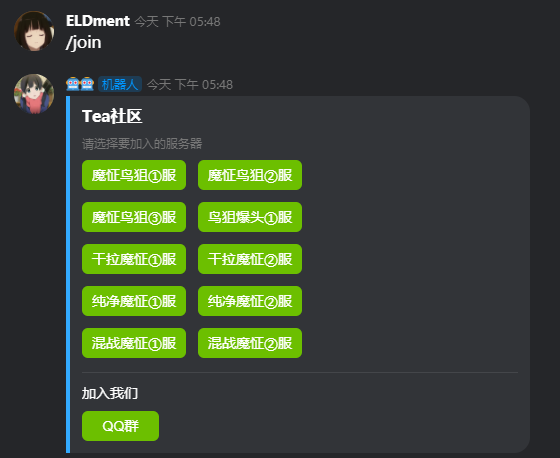 ELDment 今天 下午 05:48
/join
机器人 今天 下午 05:48
Tea社区
请选择要加入的服务器
魔怔鸟狙①服 魔怔鸟狙②服
魔怔鸟狙③服 鸟狙爆头①服
干拉魔怔①服 干拉魔怔②服
纯净魔怔①服 纯净魔怔②服
混战魔怔①服 混战魔怔②服
加入我们
QQ群